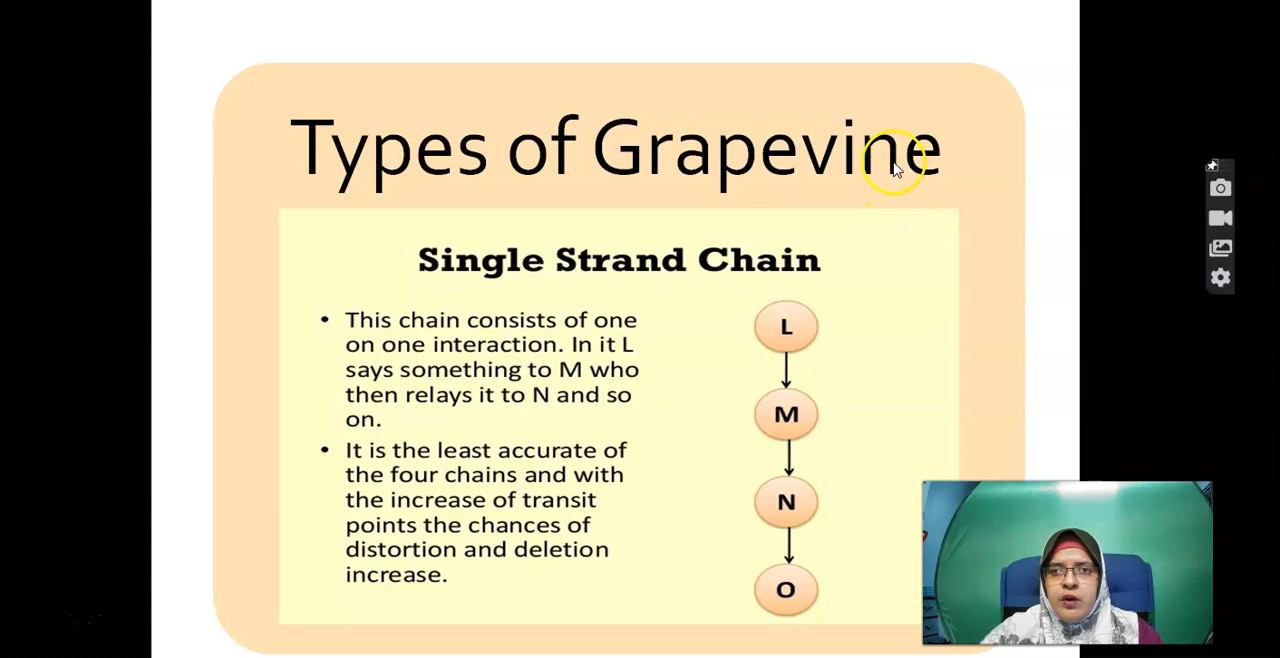 Types of Grapevine
Single Strand Chain
• This chain consists of one
on one interaction. In it L
says something to M who
then relays it to N and so
on.
• It is the least accurate of
the four chains and with
the increase of transit
points the chances of
distortion and deletion
increase.
L
M
N
O